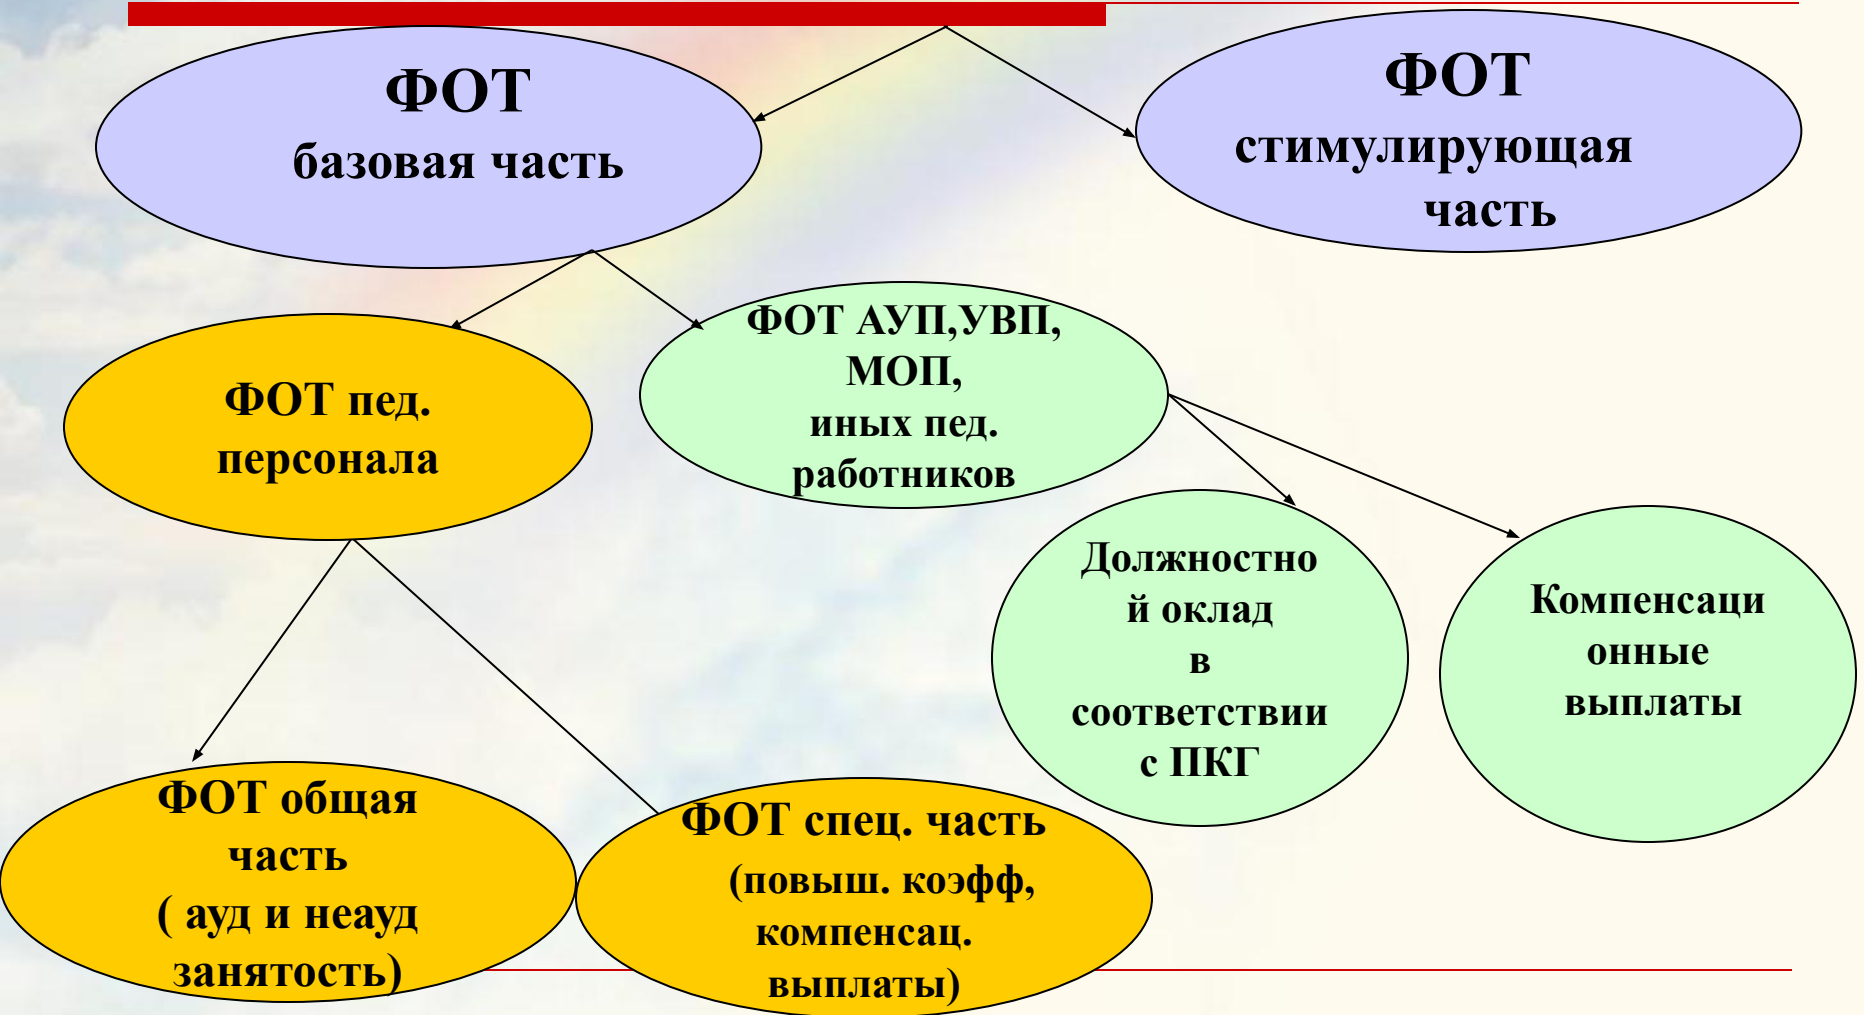 ФОТ
базовая часть
ФОТ
стимулирующая
часть
ФОТ пед.
персонала
ФОТ АУП,УВП,
МОП,
иных пед.
работников
Должностно
й оклад
в
соответствии
с ПКГ
Компенсаци
онные
выплаты
ФОТ общая
часть
( ауд и неауд
занятость)
ФОТ спец. часть
(повыш. коэфф,
компенсац.
выплаты)